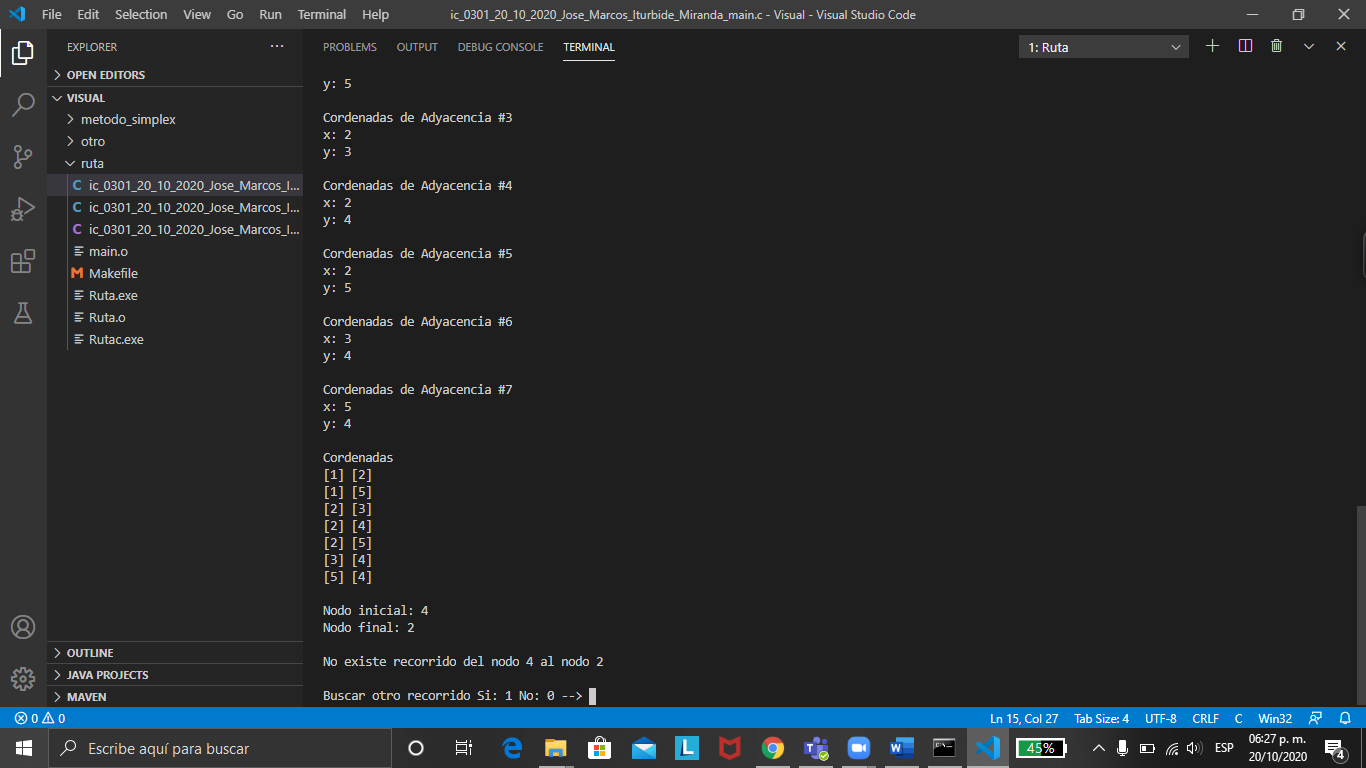 File Edit Selection View Go Run Terminal Help
ic_0301_20_10_2020_Jose_Marcos_Iturbide_Miranda_main.c - Visual - Visual Studio Code
EXPLORER
OPEN EDITORS
VISUAL
metodo_simplex
otro
ruta
C ic_0301_20_10_2020_Jose_Marcos_I...
C ic_0301_20_10_2020_Jose_Marcos_I...
C ic_0301_20_10_2020_Jose_Marcos_I...
main.o
M Makefile
Ruta.exe
Ruta.o
Rutac.exe
OUTLINE
JAVA PROJECTS
MAVEN
PROBLEMS OUTPUT DEBUG CONSOLE TERMINAL
1: Ruta
y: 5
Cordenadas de Adyacencia #3
x: 2
y: 3
Cordenadas de Adyacencia #4
x: 2
y: 4
Cordenadas de Adyacencia #5
x: 2
y: 5
Cordenadas de Adyacencia #6
x: 3
y: 4
Cordenadas de Adyacencia #7
x: 5
y: 4
Cordenadas
[1] [2]
[1] [5]
[2] [3]
[2] [4]
[2] [5]
[3] [4]
[5] [4]
Nodo inicial: 4
Nodo final: 2
No existe recorrido del nodo 4 al nodo 2
Buscar otro recorrido Si: 1 No: 0 -->
0 0
Ln 15, Col 27 Tab Size: 4 UTF-8 CRLF C Win32
Escribe aquí para buscar
L
45%
ESP
06:27 p. m.
20/10/2020
4